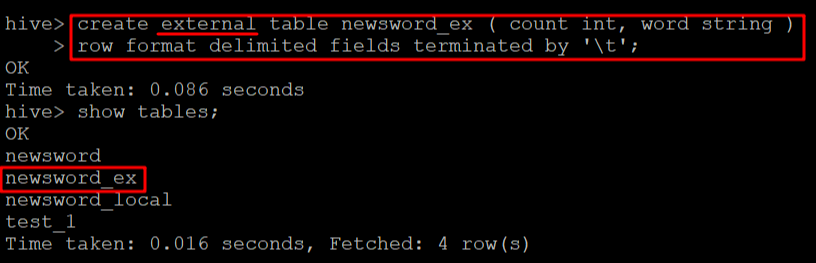 hive> create external table newsword_ex ( count int, word string )
    > row format delimited fields terminated by '\t';
OK
Time taken: 0.086 seconds
hive> show tables;
OK
newsword
newsword_ex
newsword_local
test_1
Time taken: 0.016 seconds, Fetched: 4 row(s)